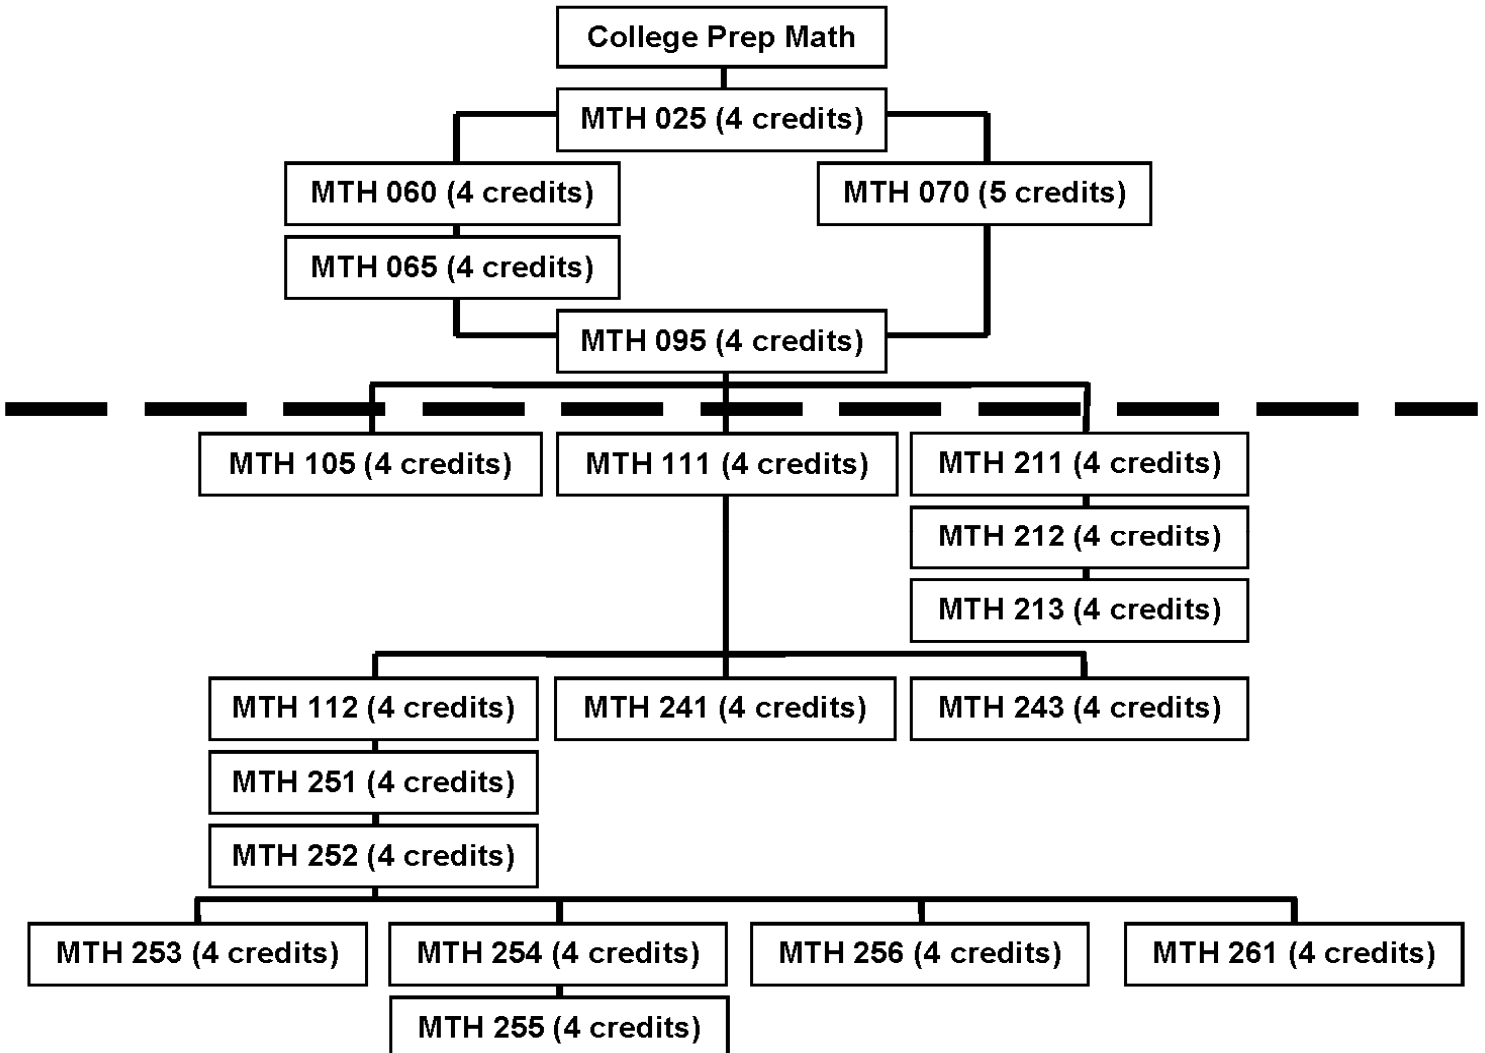 College Prep Math
MTH 025 (4 credits)
MTH 060 (4 credits)
MTH 070 (5 credits)
MTH 065 (4 credits)
MTH 095 (4 credits)
MTH 105 (4 credits)
MTH 111 (4 credits)
MTH 211 (4 credits)
MTH 212 (4 credits)
MTH 213 (4 credits)
MTH 112 (4 credits)
MTH 241 (4 credits)
MTH 243 (4 credits)
MTH 251 (4 credits)
MTH 252 (4 credits)
MTH 253 (4 credits)
MTH 254 (4 credits)
MTH 256 (4 credits)
MTH 261 (4 credits)
MTH 255 (4 credits)